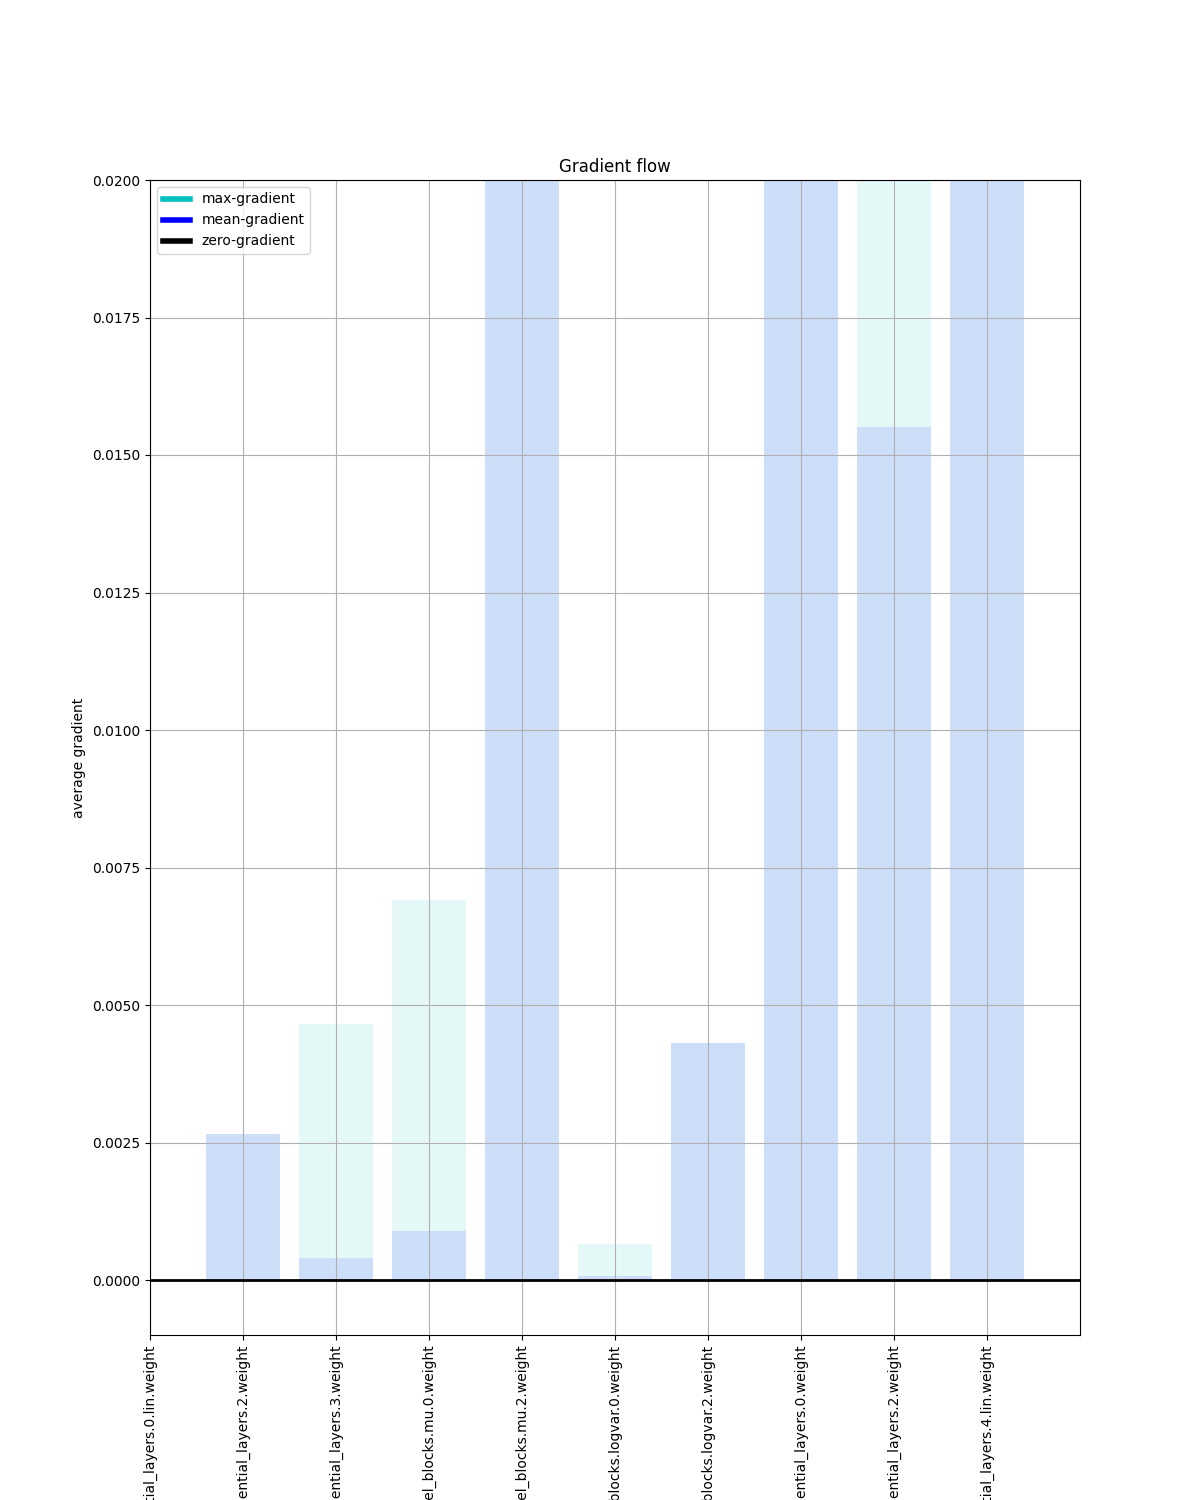 Gradient flow
max-gradient
mean-gradient
zero-gradient
0.0200
0.0175
0.0150
0.0125
0.0100
0.0075
0.0050
0.0025
0.0000
average gradient
tial_layers.0.lin.weight
ential_layers.2.weight
ential_layers.3.weight
el_blocks.mu.0.weight
el_blocks.mu.2.weight
blocks.logvar.0.weight
blocks.logvar.2.weight
ential_layers.0.weight
ential_layers.2.weight
tial_layers.4.lin.weight